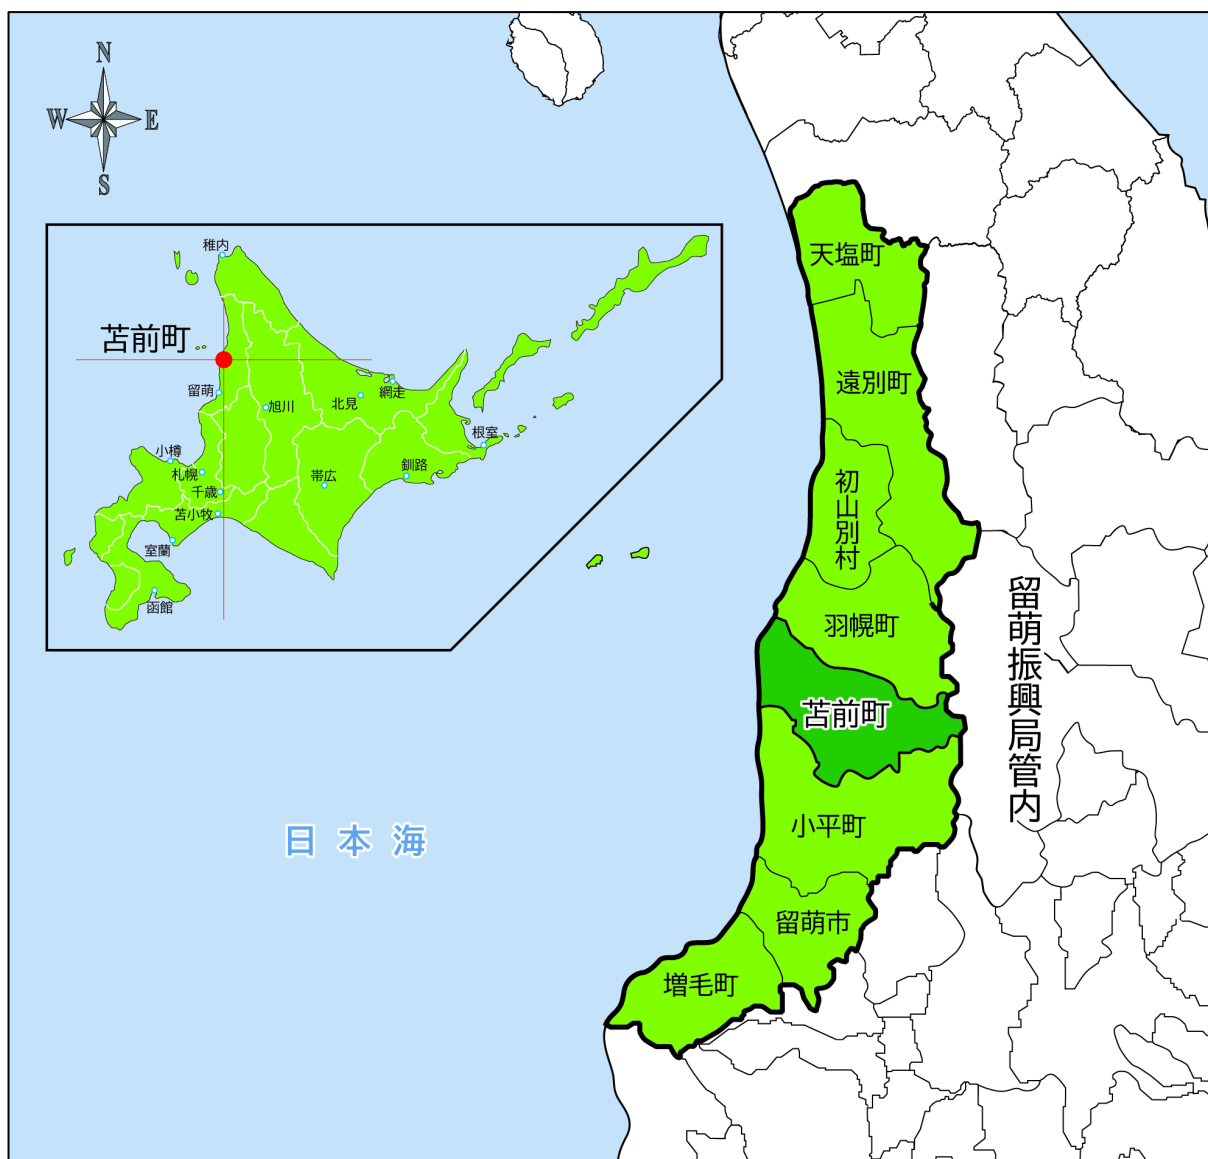 N
W
E
S
稚内
苫前町
留萌
旭川
北見
網走
根室
小樽
札幌
千歳
苫小牧
帯広
釧路
室蘭
函館
天塩町
遠別町
初山別村
羽幌町
苫前町
小平町
留萌市
増毛町
留萌振興局管内
日本海